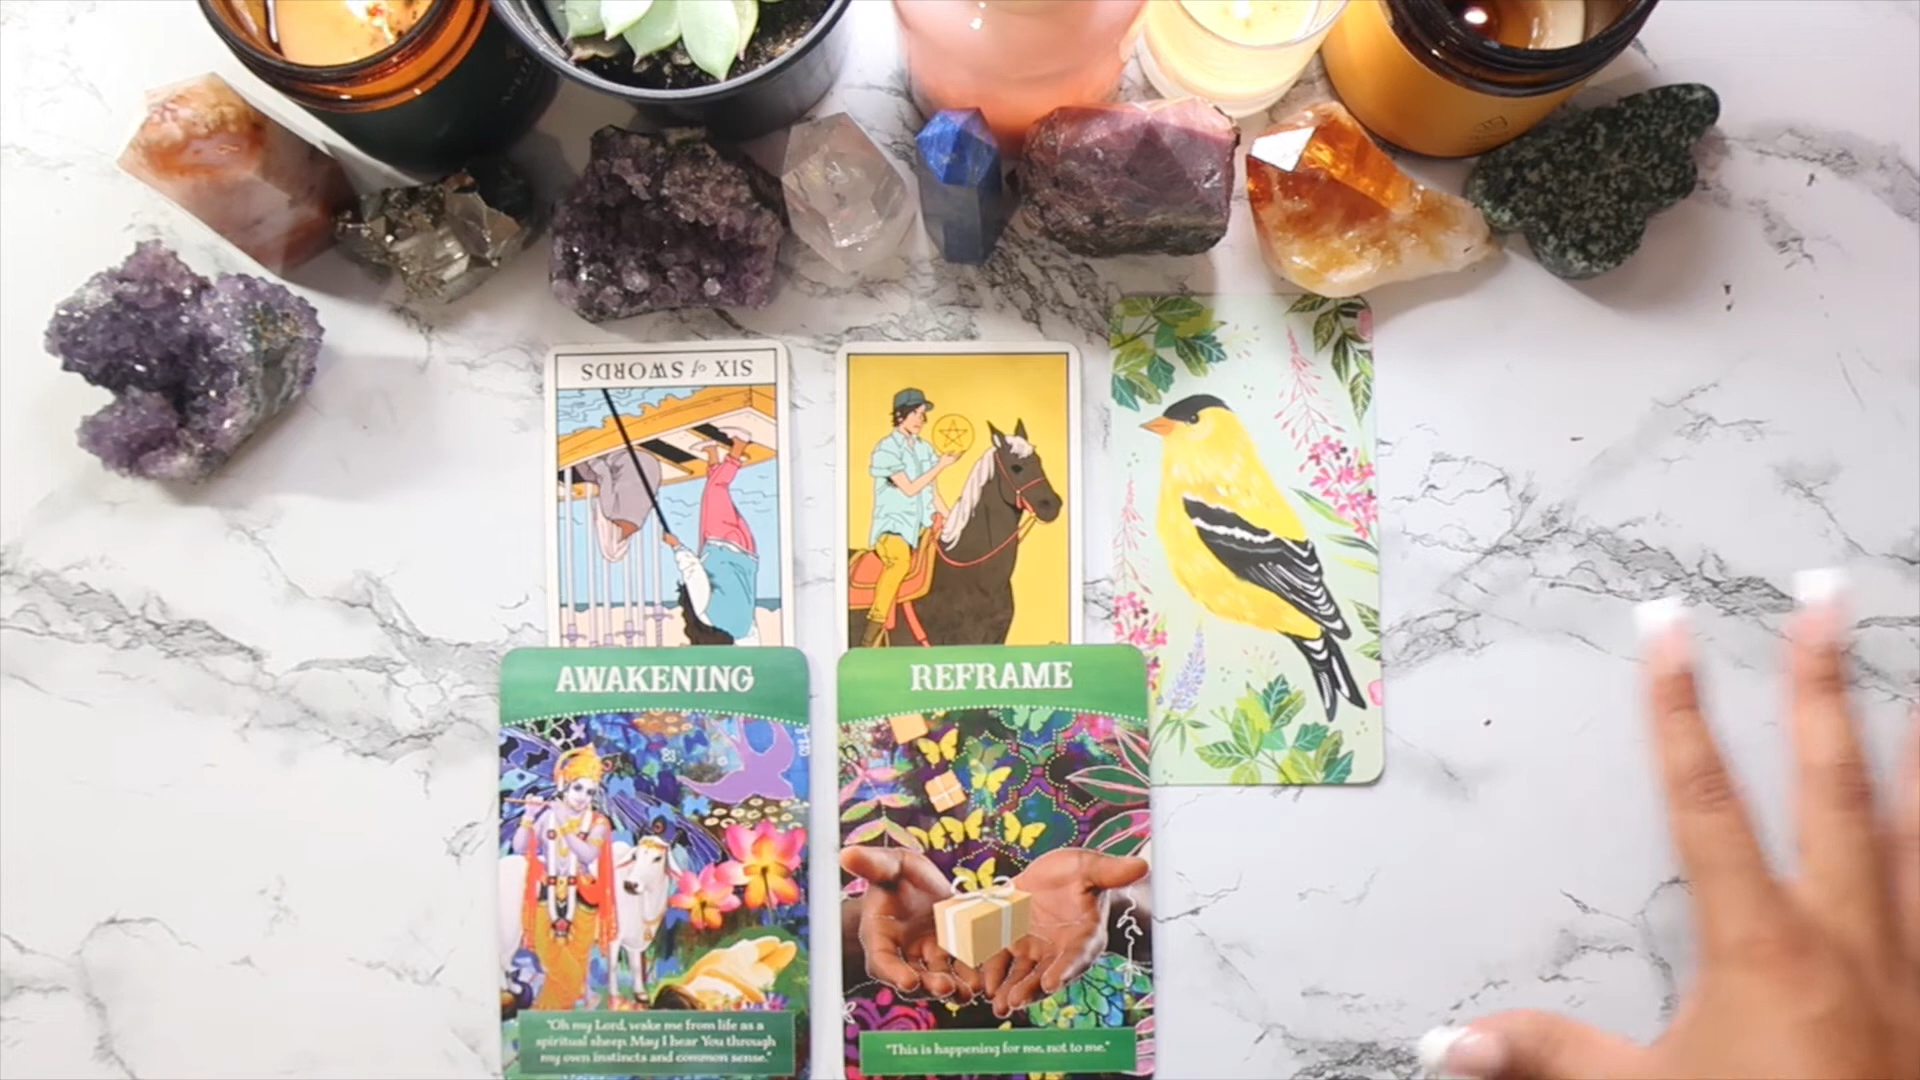 SIX of SWORDS
AWAKENING
REFRAME
"Oh my Lord, wake me from life as a
spiritual sheep. May I hear You through
my own instincts and common sense."
"This is happening for me, not to me."